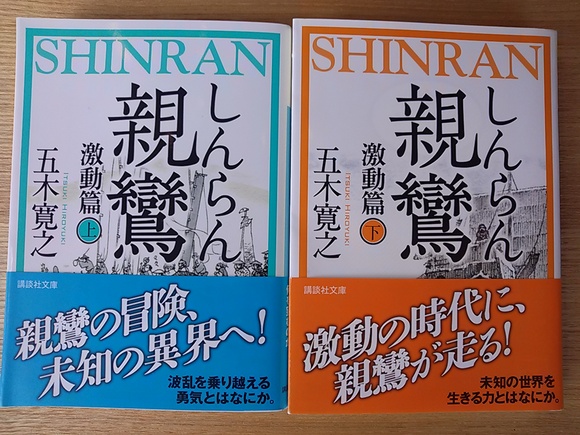 SHINRAN
しんらん
親鸞
激動篇 上
五木寛之
ITSUKI HIROYUKI
講談社文庫
親鸞の冒険、
未知の異界へ!
波乱を乗り越える
勇気とはなにか。
SHINRAN
しんらん
親鸞
激動篇 下
五木寛之
ITSUKI HIROYUKI
講談社文庫
激動の時代に、
親鸞が走る!
未知の世界を
生きる力とはなにか。